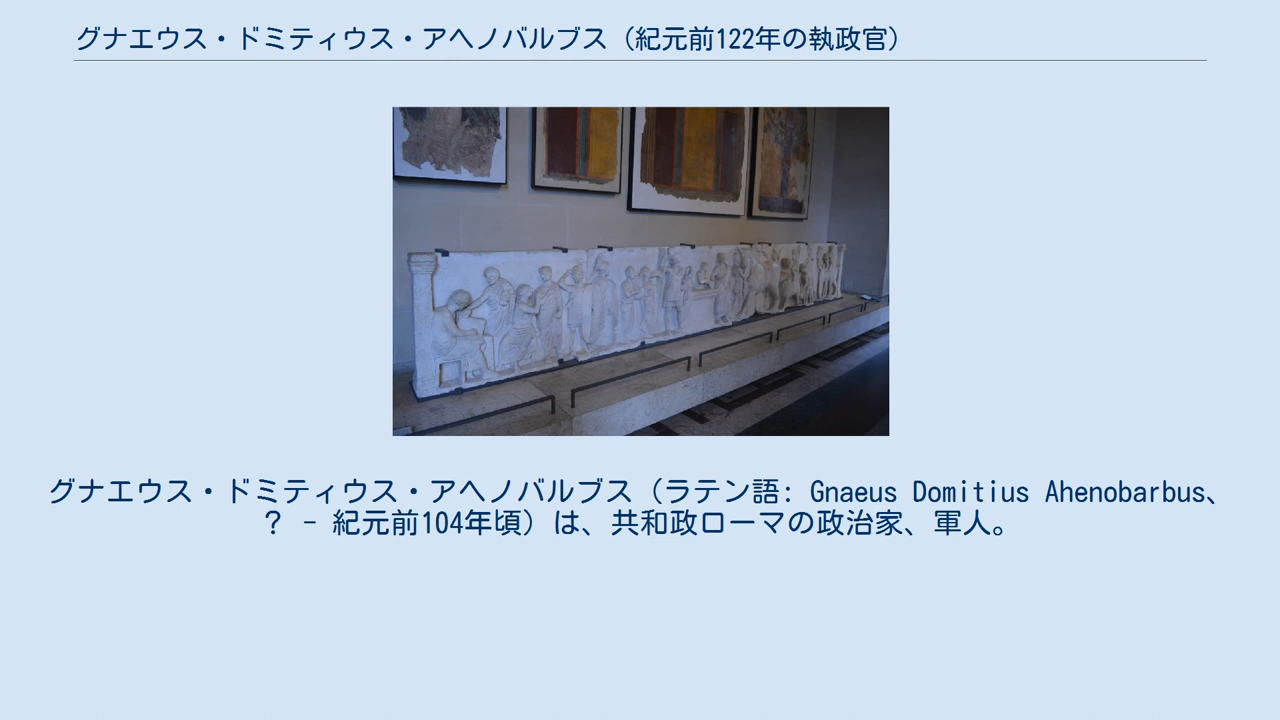 グナエウス・ドミティウス・アヘノバルブス（紀元前122年の執政官）
グナエウス・ドミティウス・アヘノバルブス（ラテン語: Gnaeus Domitius Ahenobarbus、
？ - 紀元前104年頃）は、共和政ローマの政治家、軍人。